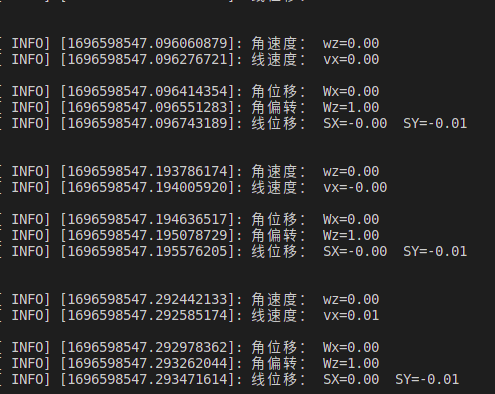 [ INFO] [1696598547.096060879]: 角速度： wz=0.00
[ INFO] [1696598547.096276721]: 线速度： vx=0.00
[ INFO] [1696598547.096414354]: 角位移： Wx=0.00
[ INFO] [1696598547.096551283]: 角偏转： Wz=1.00
[ INFO] [1696598547.096743189]: 线位移： SX=-0.00  SY=-0.01
[ INFO] [1696598547.193786174]: 角速度： wz=0.00
[ INFO] [1696598547.194005920]: 线速度： vx=-0.00
[ INFO] [1696598547.194636517]: 角位移： Wx=0.00
[ INFO] [1696598547.195078729]: 角偏转： Wz=1.00
[ INFO] [1696598547.195576205]: 线位移： SX=-0.00  SY=-0.01
[ INFO] [1696598547.292442133]: 角速度： wz=0.00
[ INFO] [1696598547.292585174]: 线速度： vx=0.01
[ INFO] [1696598547.292978362]: 角位移： Wx=0.00
[ INFO] [1696598547.293262044]: 角偏转： Wz=1.00
[ INFO] [1696598547.293471614]: 线位移： SX=0.00  SY=-0.01